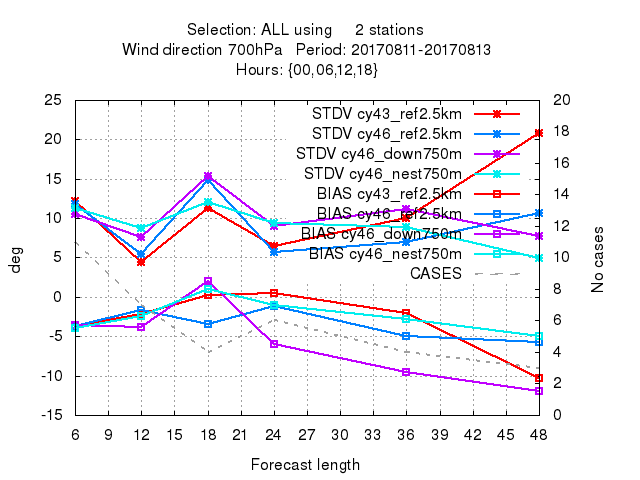 Selection: ALL using 2 stations
Wind direction 700hPa Period: 20170811-20170813
Hours: {00,06,12,18}
STDV cy43_ref2.5km
STDV cy46_ref2.5km
STDV cy46_down750m
STDV cy46_nest750m
BIAS cy43_ref2.5km
BIAS cy46_ref2.5km
BIAS cy46_down750m
BIAS cy46_nest750m
CASES
25
20
15
10
5
0
-5
-10
-15
deg
20
18
16
14
12
10
8
6
4
2
0
No cases
6 12 18 21 24 27 30 33 36 39 42 45 48
Forecast length